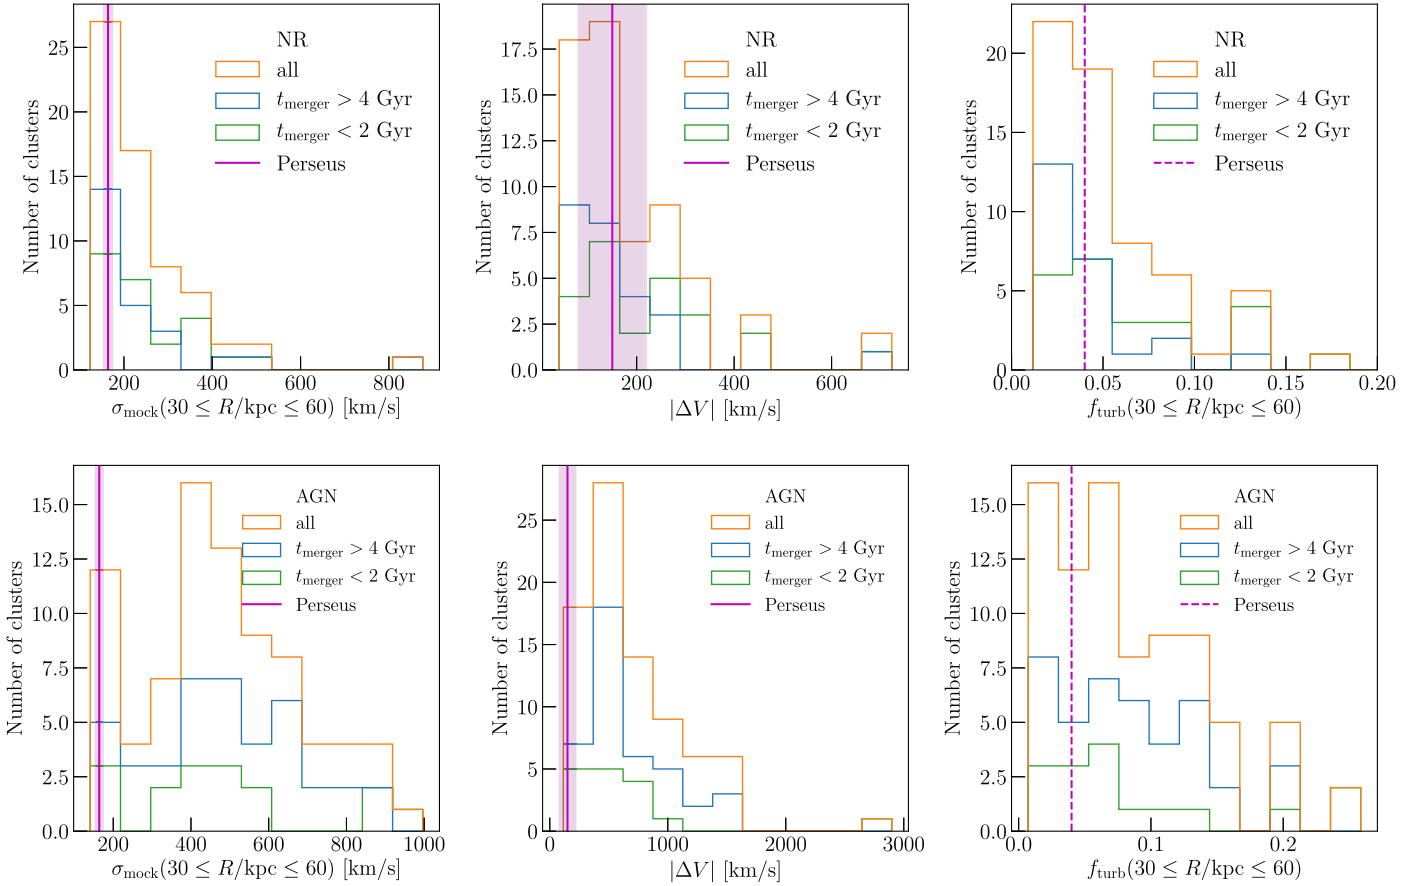 NR
all
t_merger > 4 Gyr
t_merger < 2 Gyr
Perseus
Number of clusters
0
5
10
15
20
25
200
400
600
800
σ_mock(30 ≤ R/kpc ≤ 60) [km/s]
NR
all
t_merger > 4 Gyr
t_merger < 2 Gyr
Perseus
Number of clusters
0.0
2.5
5.0
7.5
10.0
12.5
15.0
17.5
200
400
600
|ΔV| [km/s]
NR
all
t_merger > 4 Gyr
t_merger < 2 Gyr
Perseus
Number of clusters
0
5
10
15
20
0.00
0.05
0.10
0.15
0.20
f_turb(30 ≤ R/kpc ≤ 60)
AGN
all
t_merger > 4 Gyr
t_merger < 2 Gyr
Perseus
Number of clusters
0.0
2.5
5.0
7.5
10.0
12.5
15.0
200
400
600
800
1000
σ_mock(30 ≤ R/kpc ≤ 60) [km/s]
AGN
all
t_merger > 4 Gyr
t_merger < 2 Gyr
Perseus
Number of clusters
0
5
10
15
20
25
0
1000
2000
3000
|ΔV| [km/s]
AGN
all
t_merger > 4 Gyr
t_merger < 2 Gyr
Perseus
Number of clusters
0.0
2.5
5.0
7.5
10.0
12.5
15.0
0.0
0.1
0.2
f_turb(30 ≤ R/kpc ≤ 60)